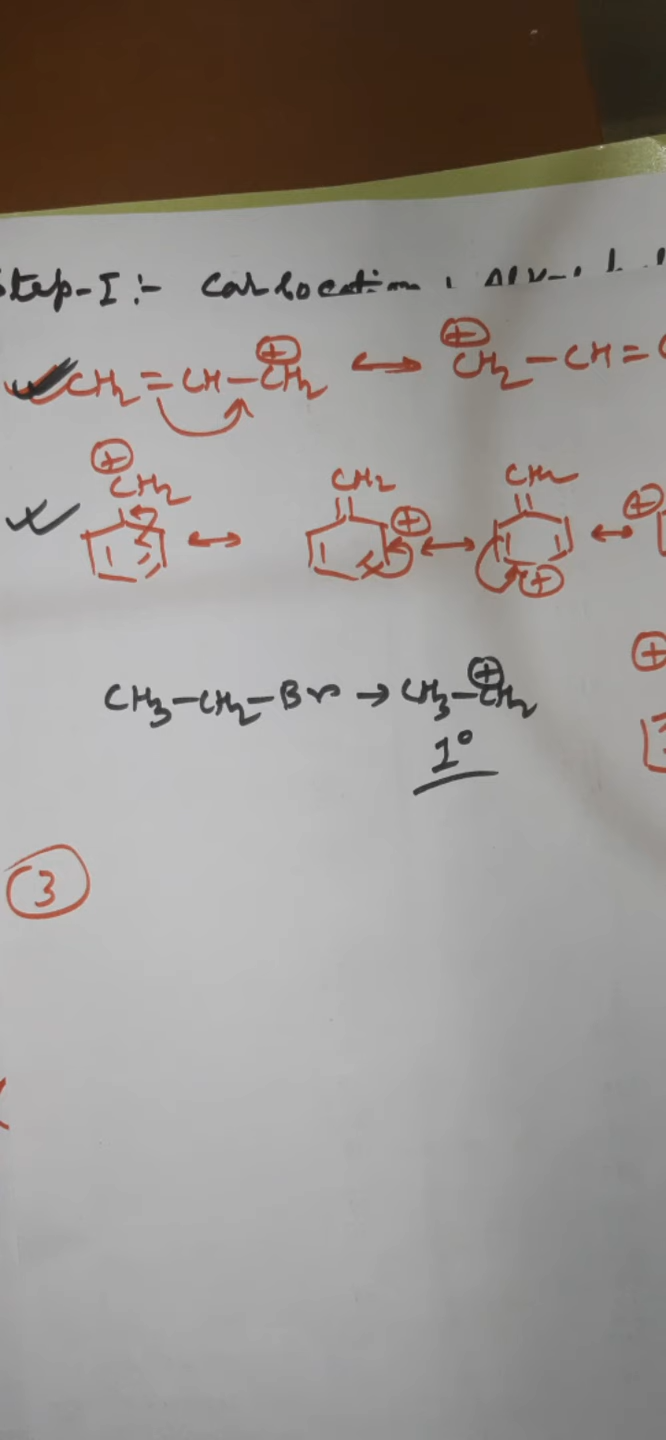 Step-I:- Carbocation
CH₂=CH-CH₂ ⊕ ↔ ⊕ CH₂-CH=
⊕
CH₂ CH₂ CH₂
↔ ⊕ ↔ ⊕ ↔ ⊕
CH₃-CH₂-Br → CH₃-CH₂ ⊕
1°
⊕
3